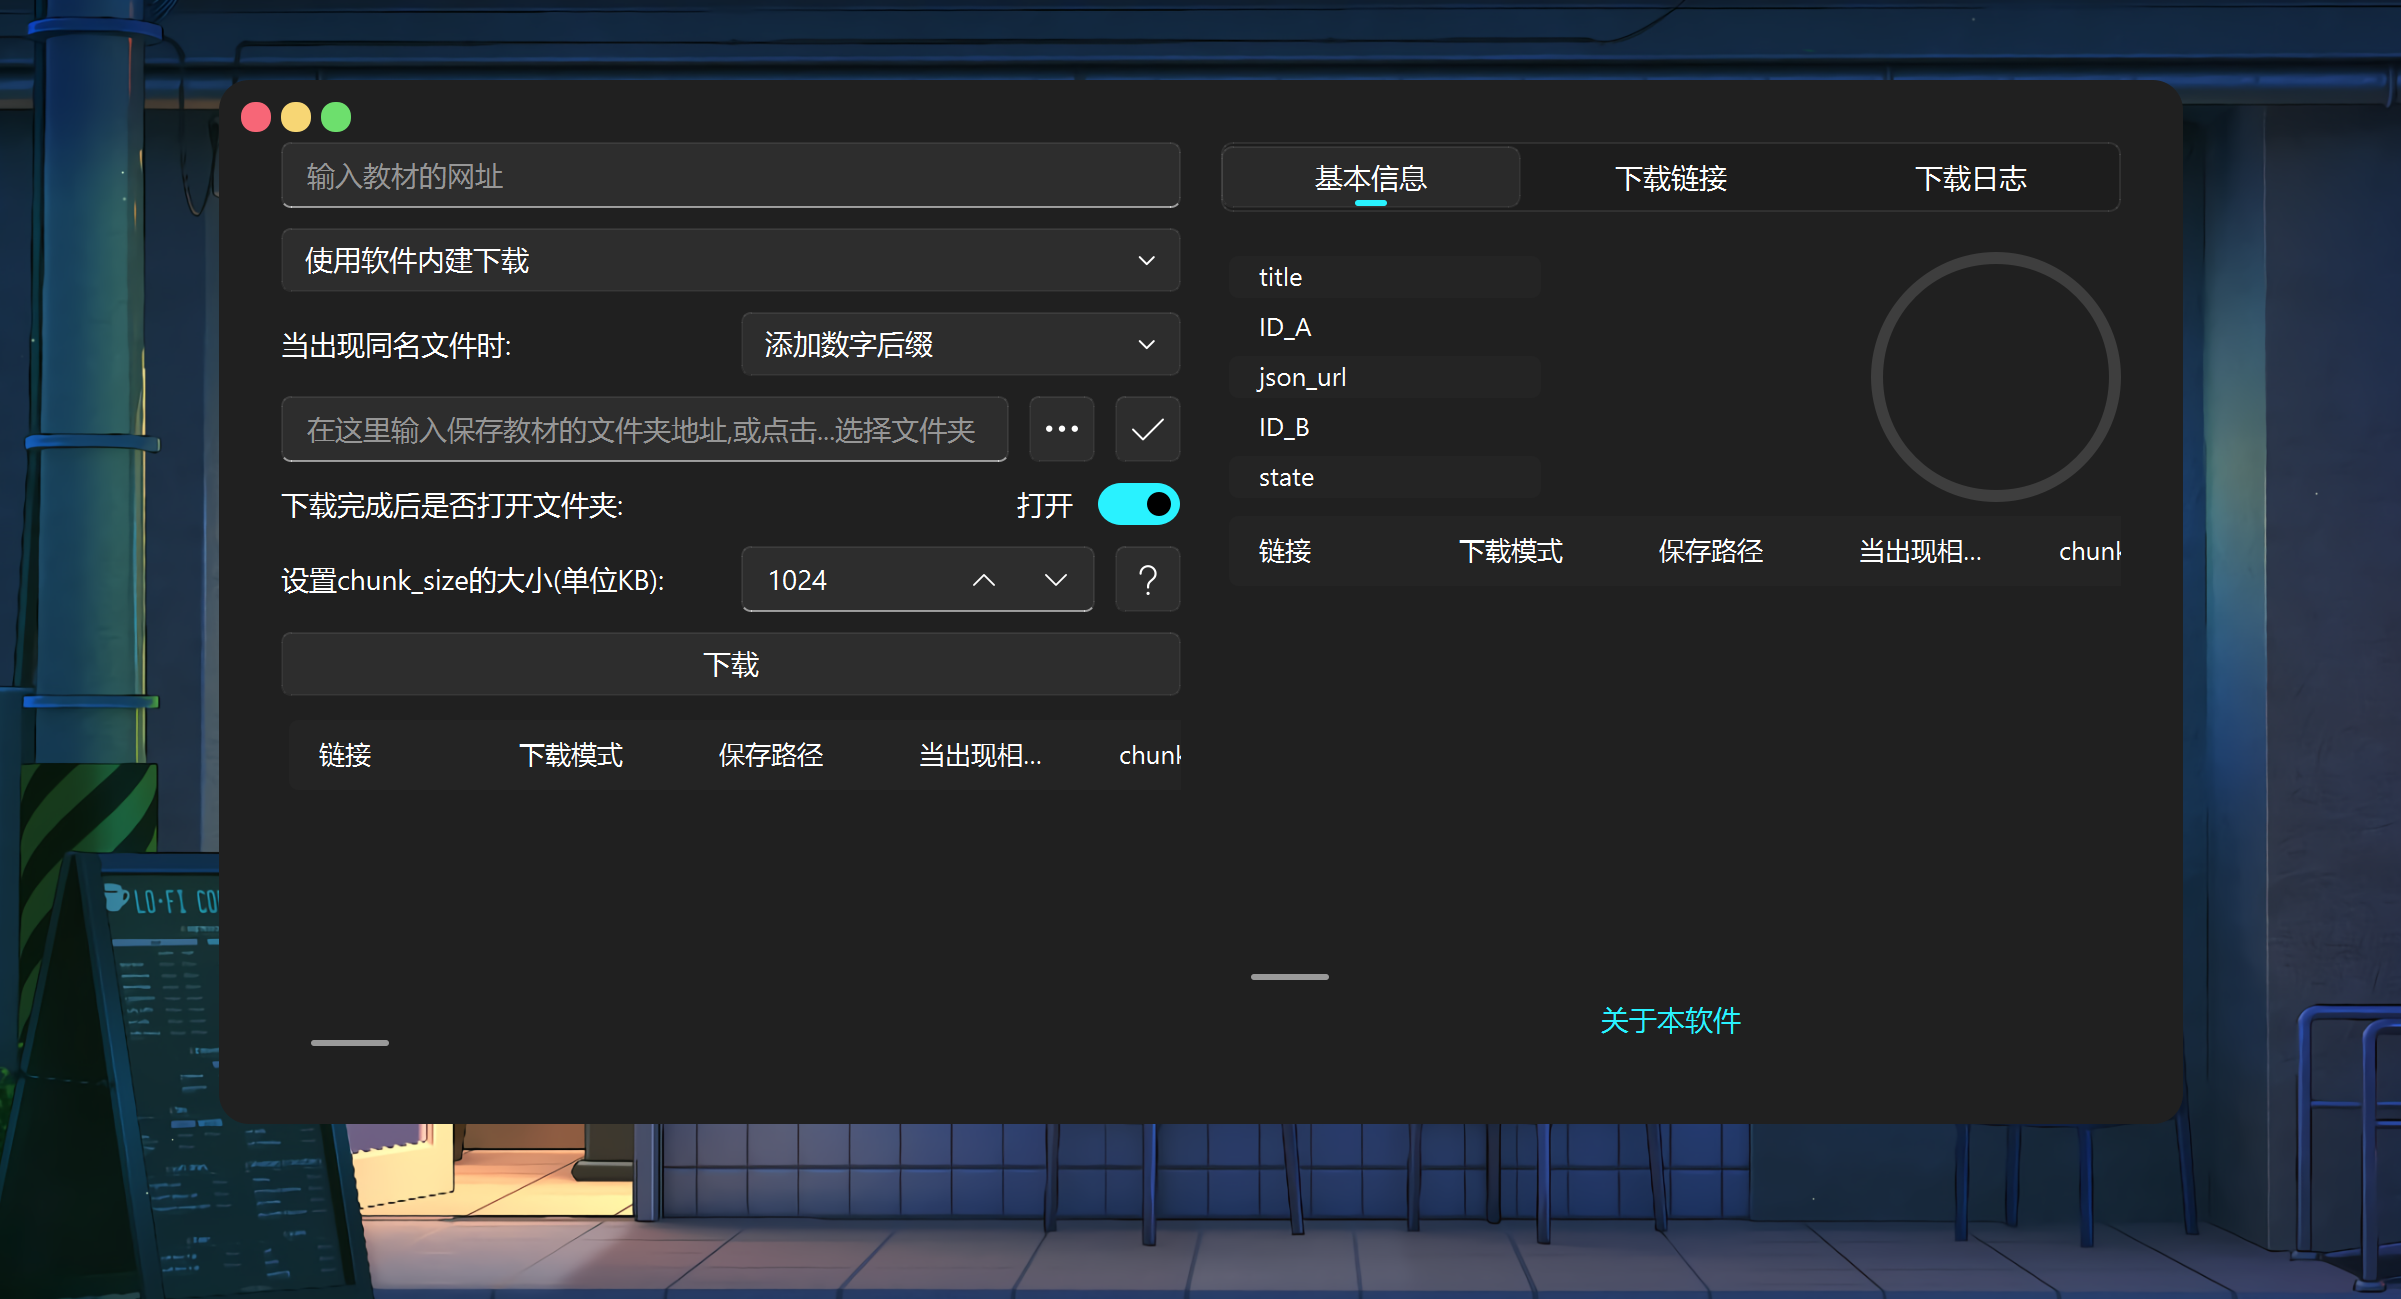 输入教材的网址
使用软件内建下载
当出现同名文件时:
添加数字后缀
在这里输入保存教材的文件夹地址,或点击...选择文件夹
下载完成后是否打开文件夹:
打开
设置chunk_size的大小(单位KB):
1024
?
下载
链接 下载模式 保存路径 当出现相... chunk
基本信息 下载链接 下载日志
title
ID_A
json_url
ID_B
state
链接 下载模式 保存路径 当出现相... chunk
关于本软件
LO-FI CO